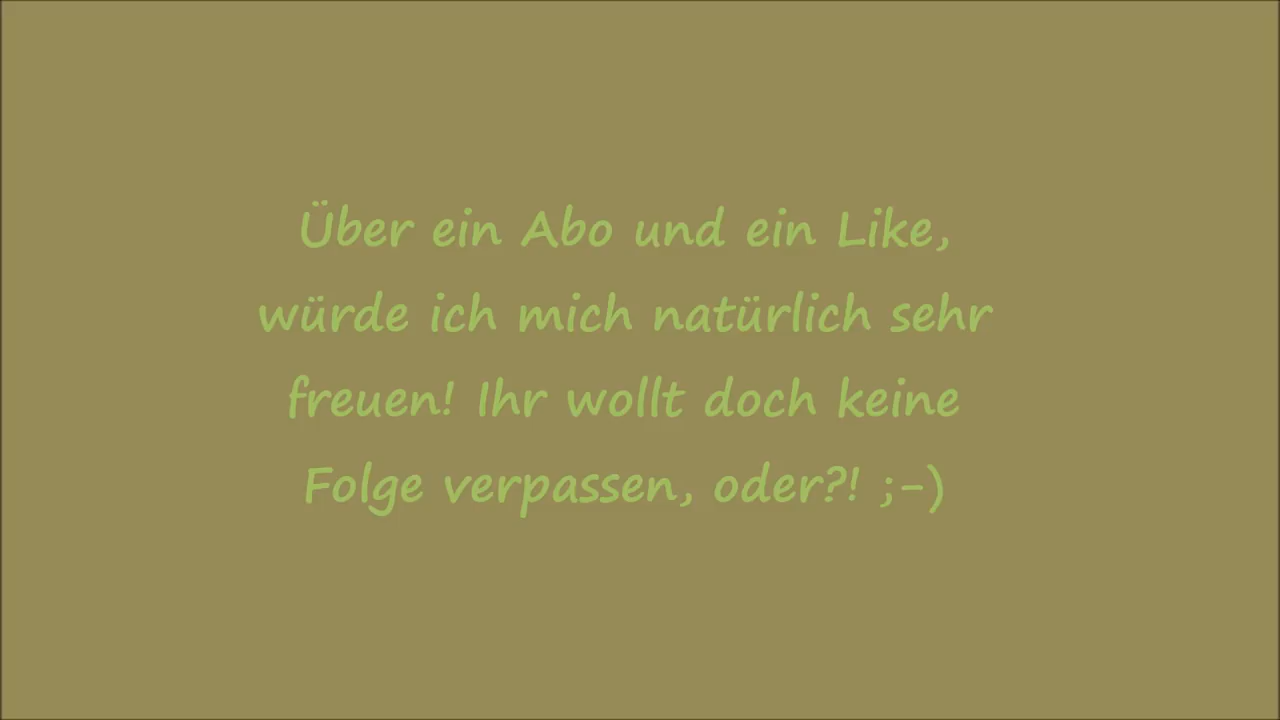 Über ein Abo und ein Like,
würde ich mich natürlich sehr
freuen! Ihr wollt doch keine
Folge verpassen, oder?! ;-)